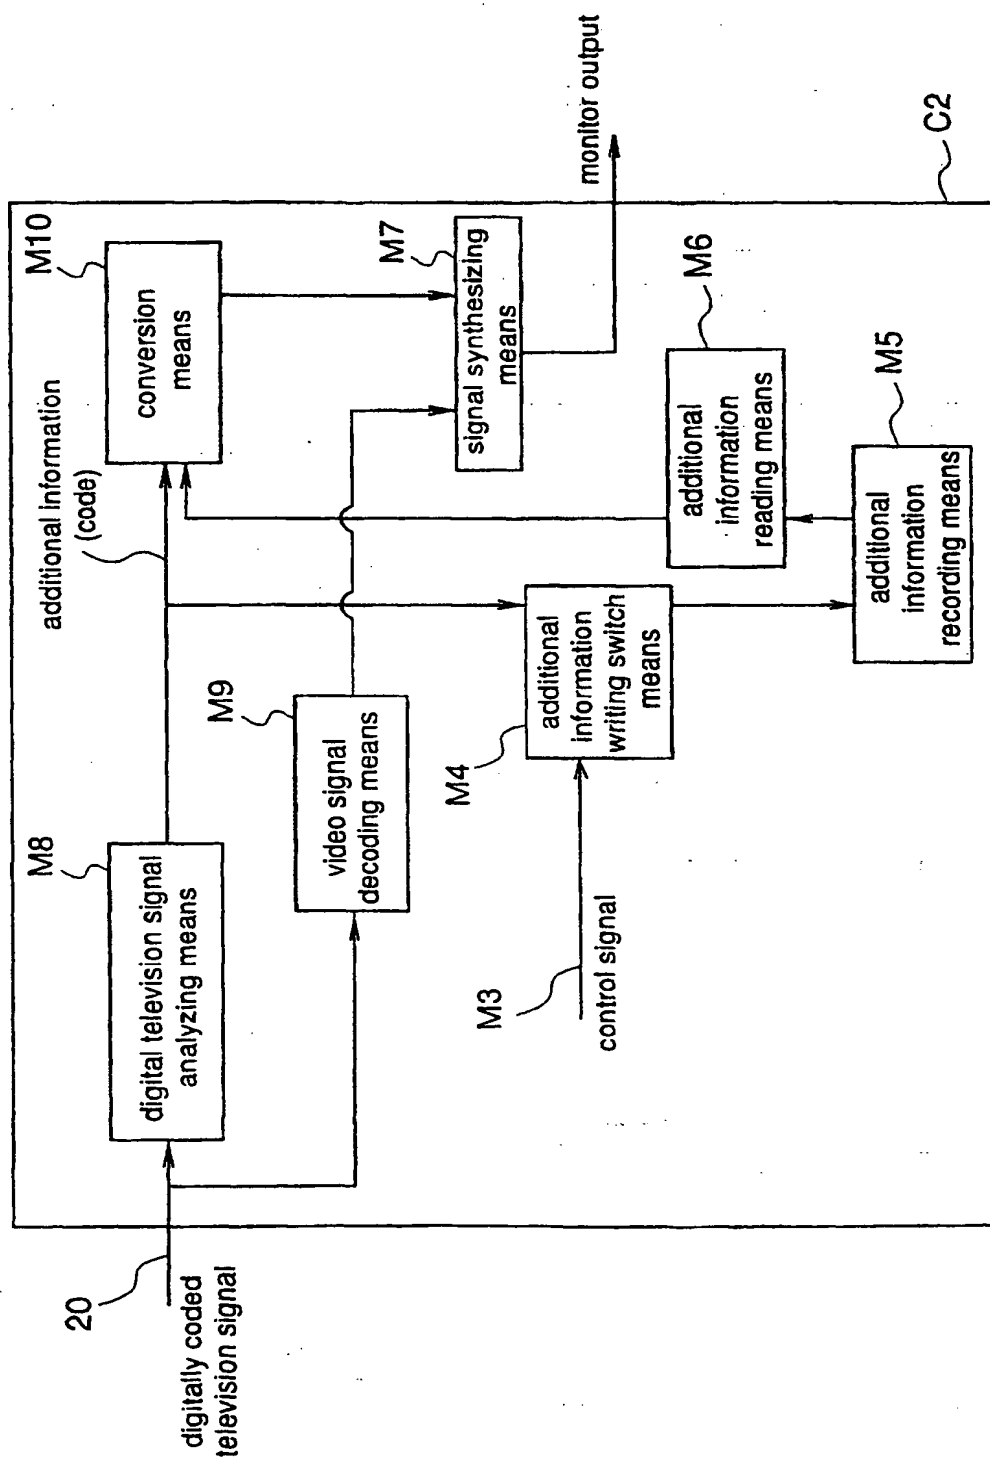 20
digitally coded
television signal
M8
digital television signal
analyzing means
additional information
(code)
M10
conversion
means
M9
video signal
decoding means
M7
signal synthesizing
means
monitor output
M3
control signal
M4
additional
information
writing switch
means
M6
additional
information
reading means
M5
additional
information
recording means
C2